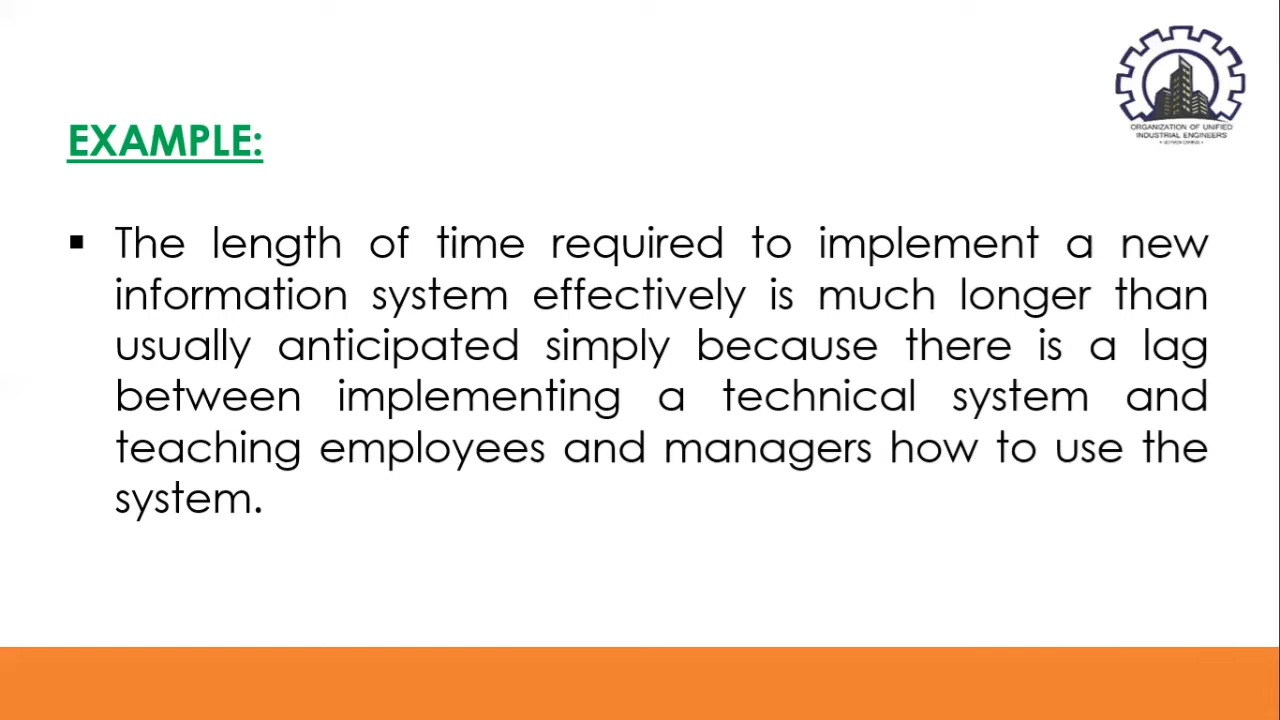 ORGANIZATION OF UNIFIED
INDUSTRIAL ENGINEERS
EXAMPLE:
▪ The length of time required to implement a new
information system effectively is much longer than
usually anticipated simply because there is a lag
between implementing a technical system and
teaching employees and managers how to use the
system.